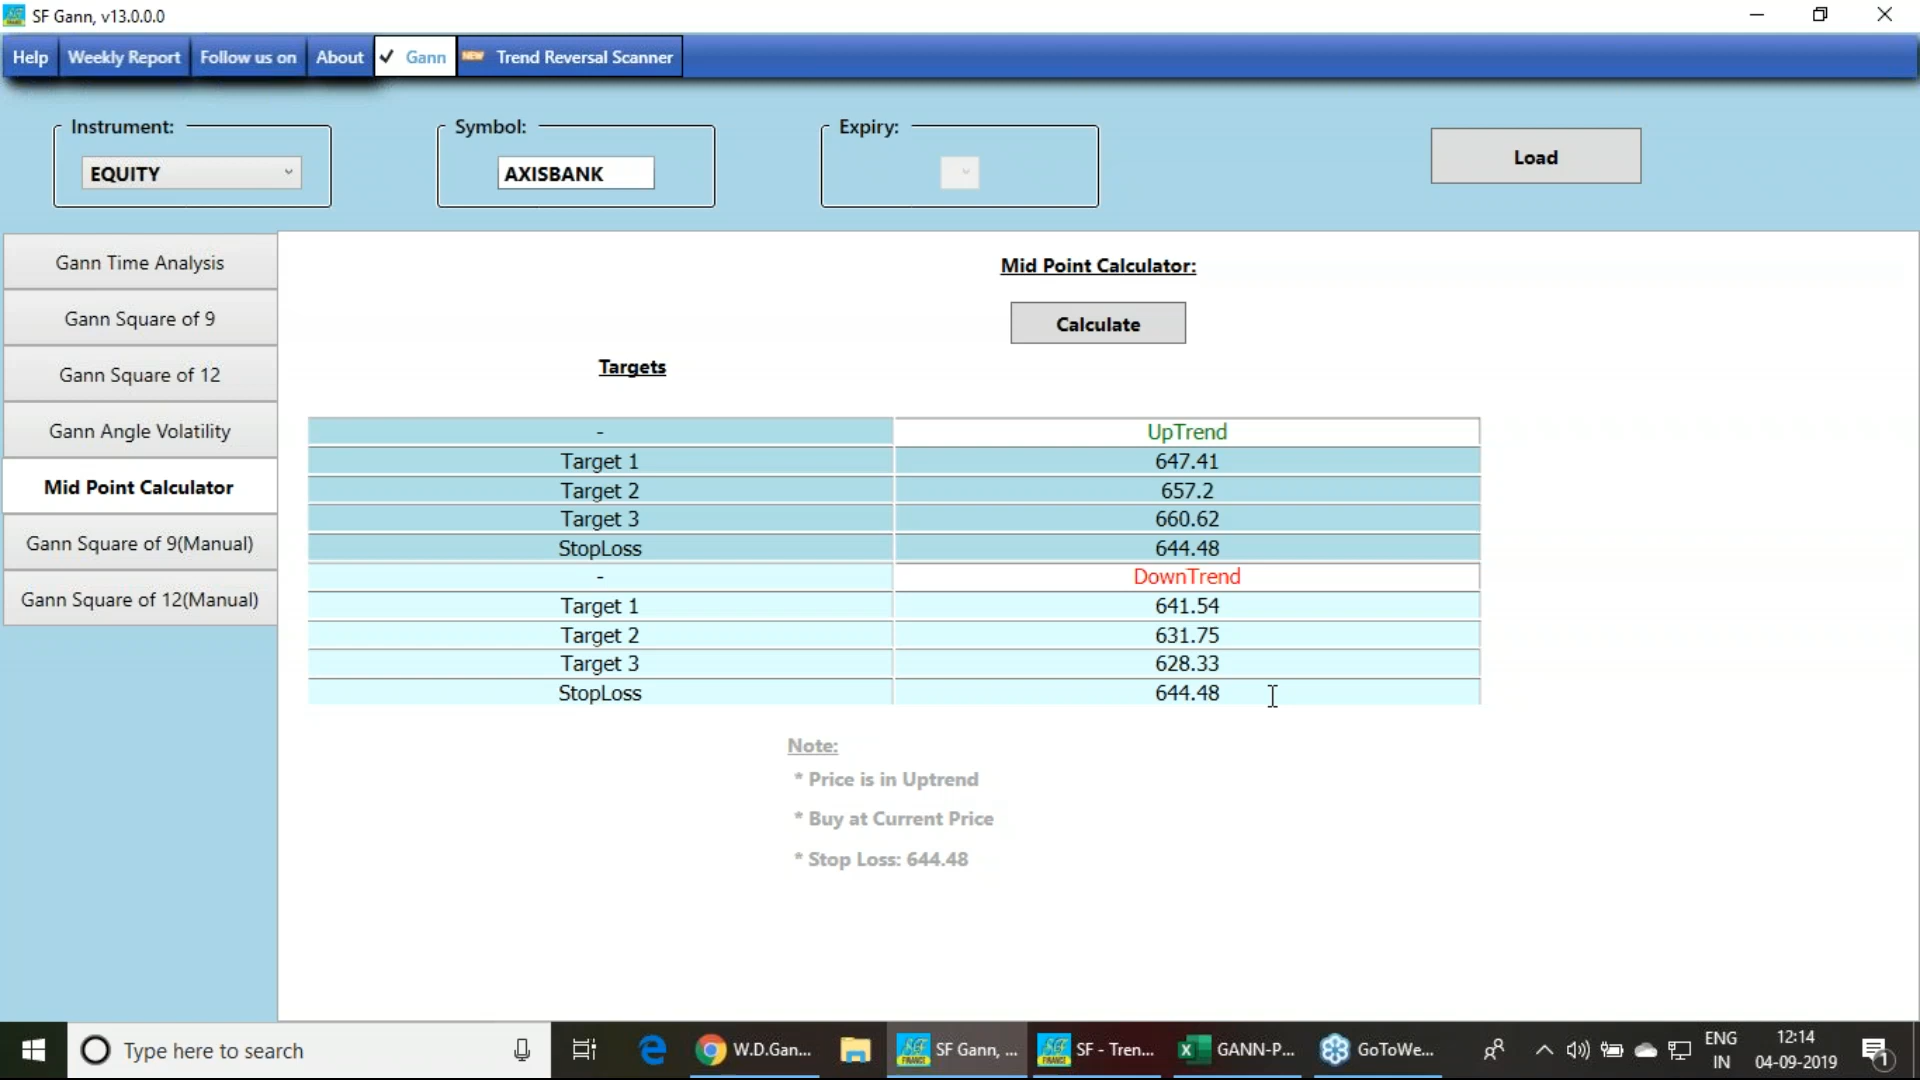 SF Gann, v13.0.0.0
Help Weekly Report Follow us on About ✓ Gann NEW Trend Reversal Scanner
Instrument: Symbol: Expiry:
EQUITY AXISBANK Load
Gann Time Analysis
Gann Square of 9
Gann Square of 12
Gann Angle Volatility
Mid Point Calculator
Gann Square of 9(Manual)
Gann Square of 12(Manual)
Mid Point Calculator:
Calculate
Targets
- UpTrend
Target 1 647.41
Target 2 657.2
Target 3 660.62
StopLoss 644.48
- DownTrend
Target 1 641.54
Target 2 631.75
Target 3 628.33
StopLoss 644.48
Note:
* Price is in Uptrend
* Buy at Current Price
* Stop Loss: 644.48
Type here to search W.D.Gan... SF Gann, ... SF - Tren... GANN-P... GoToWe...
ENG 12:14
IN 04-09-2019 1